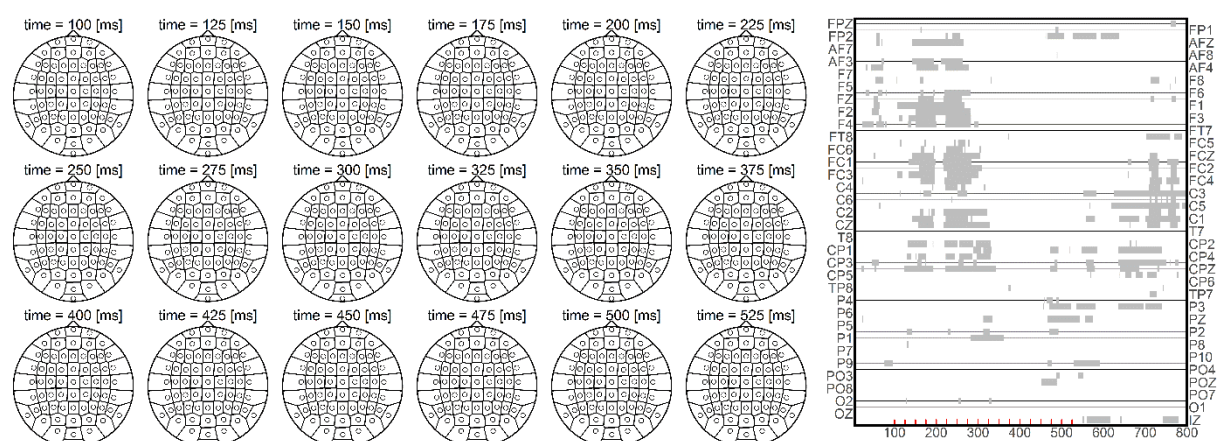 time = 100 [ms] time = 125 [ms] time = 150 [ms] time = 175 [ms] time = 200 [ms] time = 225 [ms]
time = 250 [ms] time = 275 [ms] time = 300 [ms] time = 325 [ms] time = 350 [ms] time = 375 [ms]
time = 400 [ms] time = 425 [ms] time = 450 [ms] time = 475 [ms] time = 500 [ms] time = 525 [ms]
FPZ
FP1
FP2
AFZ
AF7
AF8
AF3
AF4
F7
F8
F5
F6
FZ
F1
F2
F3
F4
FT7
FT8
FC5
FC6
FCZ
FC1
FC2
FC3
FC4
C4
C3
C6
C5
C2
C1
CZ
T7
T8
CP2
CP1
CP4
CP3
CPZ
CP5
CP6
TP8
TP7
P4
P3
P6
PZ
P5
P2
P1
P8
P7
P10
P9
PO4
PO3
POZ
PO8
PO7
O2
O1
OZ
IZ
100 200 300 400 500 600 700 800